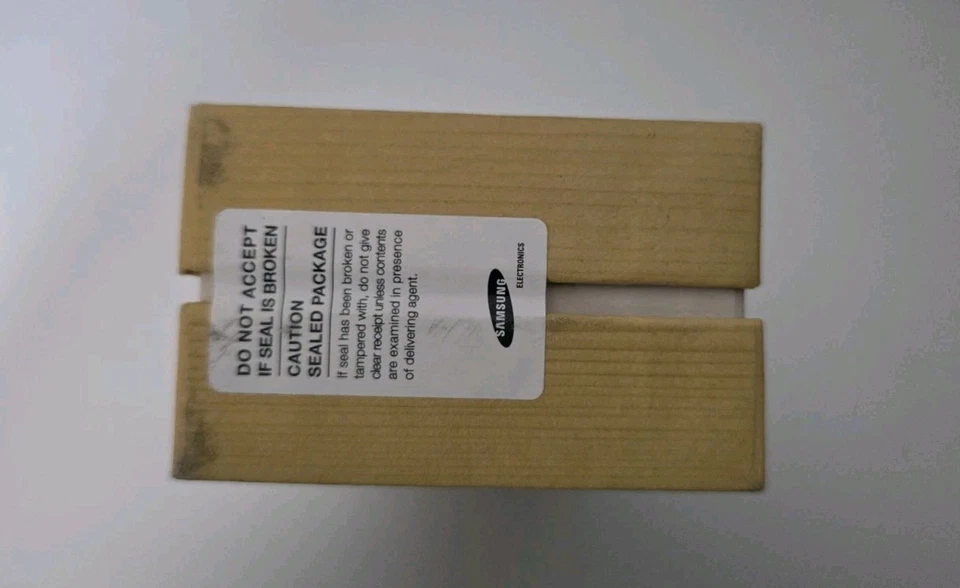 DO NOT ACCEPT
IF SEAL IS BROKEN
CAUTION
SEALED PACKAGE
If seal has been broken or
tampered with, do not give
clear receipt unless contents
are examined in presence
of delivering agent.
SAMSUNG
ELECTRONICS